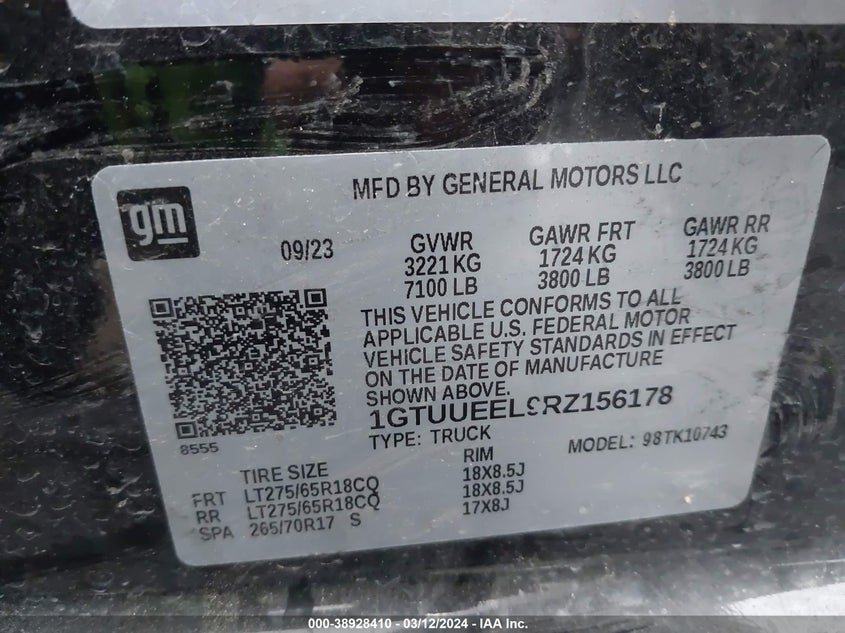 gm
MFD BY GENERAL MOTORS LLC
09/23 GVWR GAWR FRT GAWR RR
3221 KG 1724 KG 1724 KG
7100 LB 3800 LB 3800 LB
THIS VEHICLE CONFORMS TO ALL
APPLICABLE U.S. FEDERAL MOTOR
VEHICLE SAFETY STANDARDS IN EFFECT
ON THE DATE OF MANUFACTURE
SHOWN ABOVE.
1GTUUEEL9RZ156178
8555 TYPE: TRUCK MODEL: 98TK10743
TIRE SIZE RIM
FRT LT275/65R18CQ 18X8.5J
RR LT275/65R18CQ 18X8.5J
SPA 265/70R17 S 17X8J
000-38928410 - 03/12/2024 - IAA, Inc.